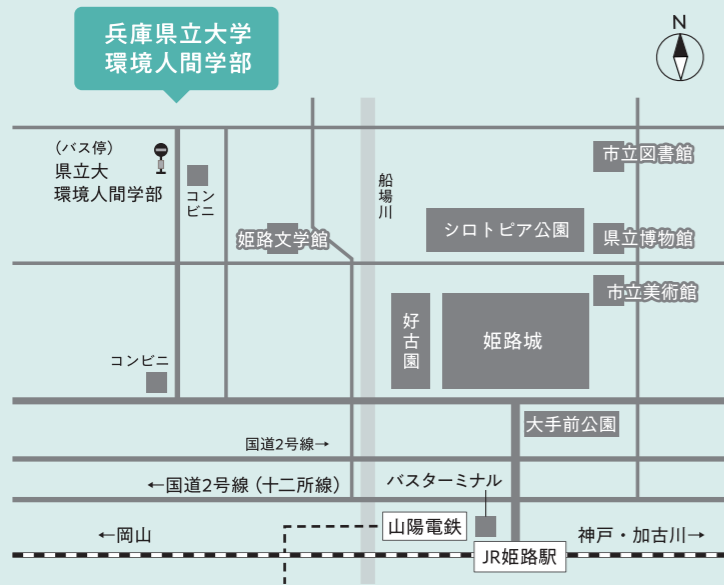 兵庫県立大学
環境人間学部
N
(バス停)
県立大
環境人間学部
コン
ビニ
船場川
市立図書館
姫路文学館
シロトピア公園
県立博物館
市立美術館
好古園
姫路城
コンビニ
大手前公園
国道2号線→
←国道2号線(十二所線)
バスターミナル
←岡山
山陽電鉄
神戸・加古川→
JR姫路駅